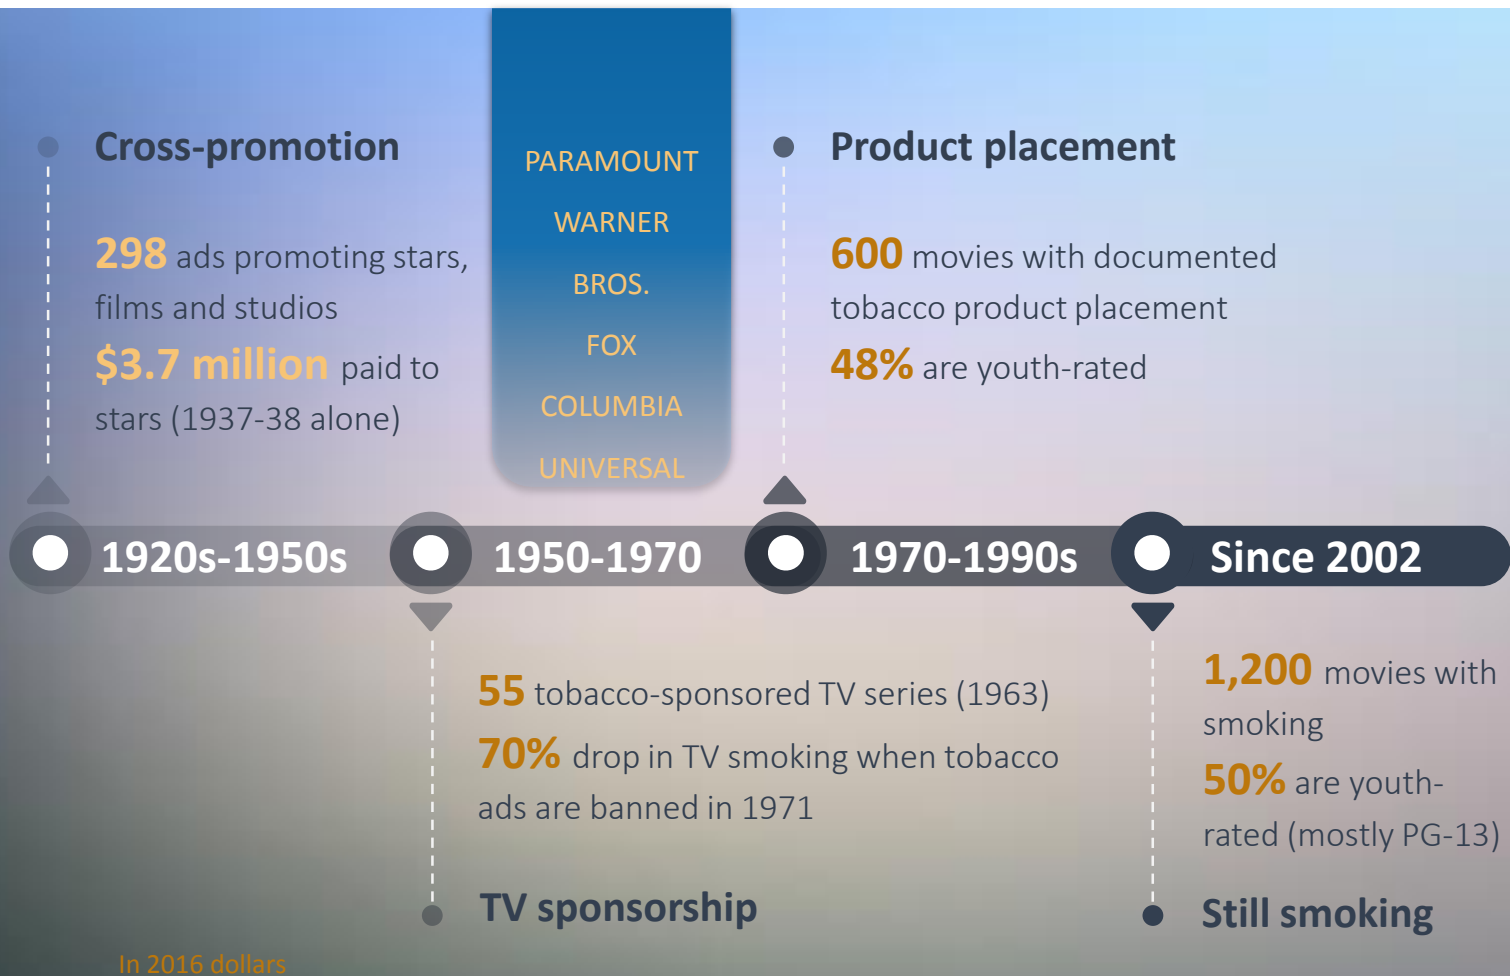 Cross-promotion
298 ads promoting stars,
films and studios
$3.7 million paid to
stars (1937-38 alone)
PARAMOUNT
WARNER
BROS.
FOX
COLUMBIA
UNIVERSAL
Product placement
600 movies with documented
tobacco product placement
48% are youth-rated
1920s-1950s
1950-1970
1970-1990s
Since 2002
55 tobacco-sponsored TV series (1963)
70% drop in TV smoking when tobacco
ads are banned in 1971
TV sponsorship
1,200 movies with
smoking
50% are youth-
rated (mostly PG-13)
Still smoking
In 2016 dollars